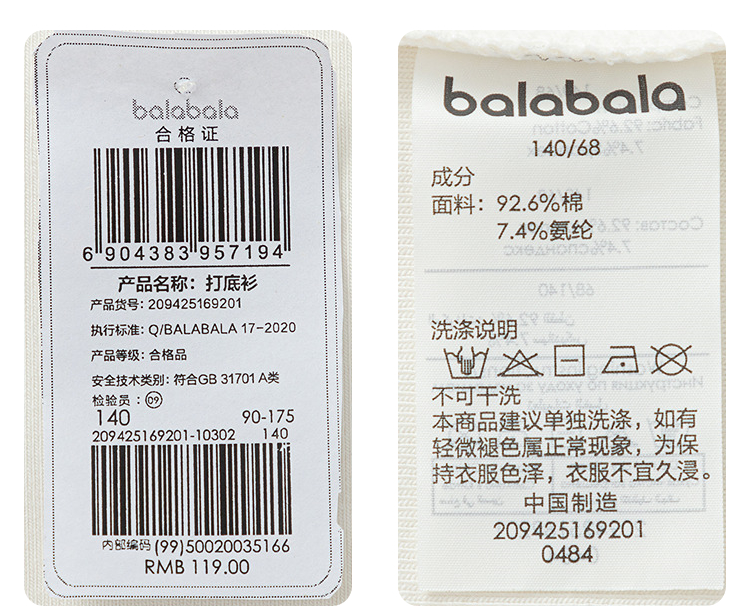 balabala
合格证
6 904383 957194
产品名称：打底衫
产品货号：209425169201
执行标准：Q/BALABALA 17-2020
产品等级：合格品
安全技术类别：符合GB 31701 A类
检验员：09
140 90-175
209425169201-10302 140
内部编码 (99)50020035166
RMB 119.00
balabala
140/68
成分
面料：92.6%棉
7.4%氨纶
洗涤说明
不可干洗
本商品建议单独洗涤，如有
轻微褪色属正常现象，为保
持衣服色泽，衣服不宜久浸。
中国制造
209425169201
0484